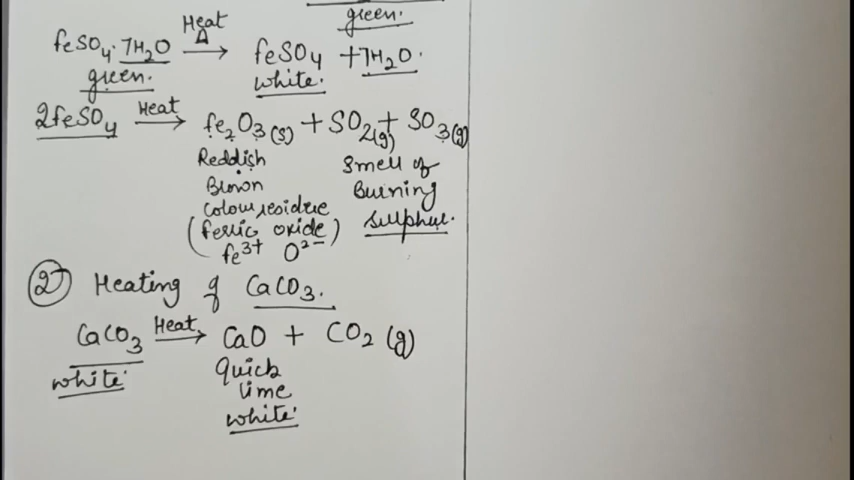 green.
FeSO₄·7H₂O Heat Δ → FeSO₄ + 7H₂O.
green. white.
2FeSO₄ Heat → Fe₂O₃(s) + SO₂(g) + SO₃(g)
Reddish Smell of
Brown Burning
colour residue sulphur.
(ferric oxide)
Fe³⁺ O²⁻
② Heating of CaCO₃.
CaCO₃ Heat → CaO + CO₂ (g)
white. Quick
lime
white.